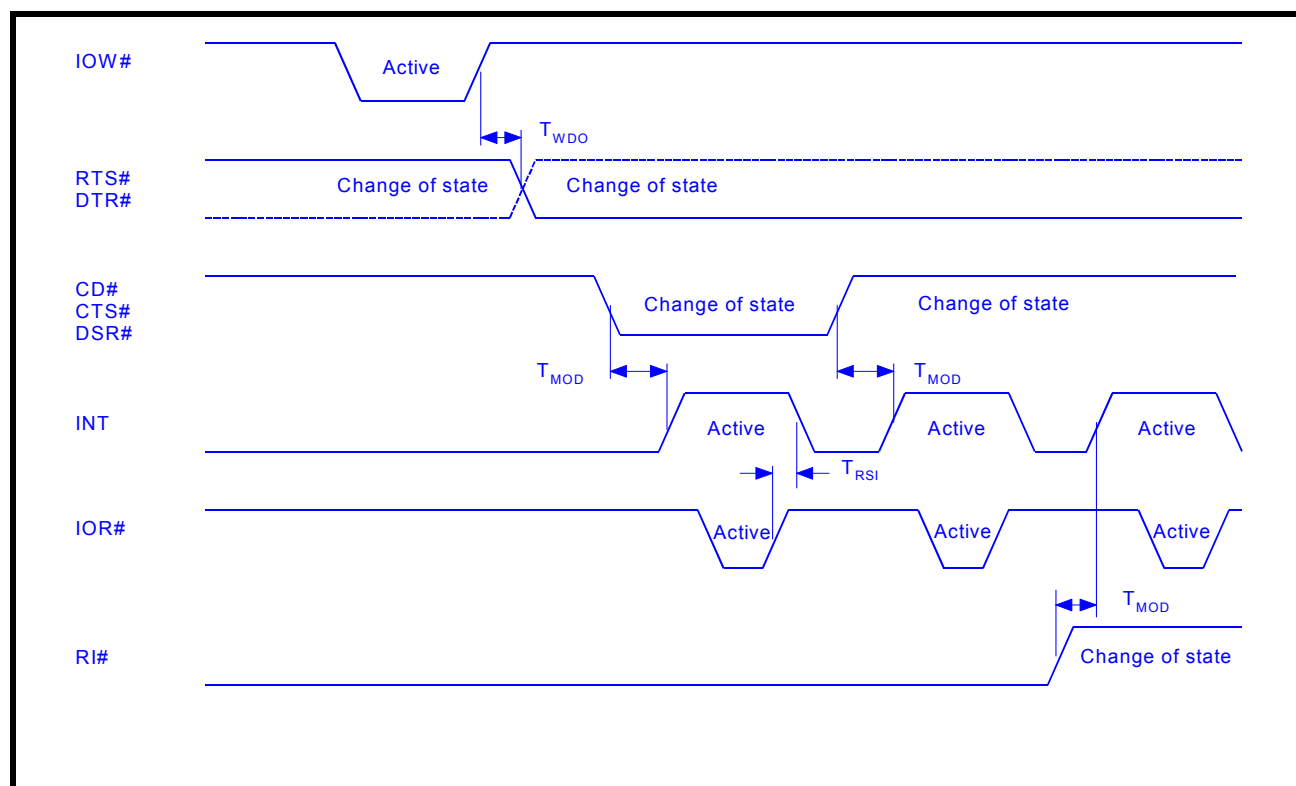 IOW#
Active
TWDO
RTS#
DTR#
Change of state
Change of state
CD#
CTS#
DSR#
Change of state
Change of state
TMOD
TMOD
INT
Active
Active
Active
TRSI
IOR#
Active
Active
Active
TMOD
RI#
Change of state